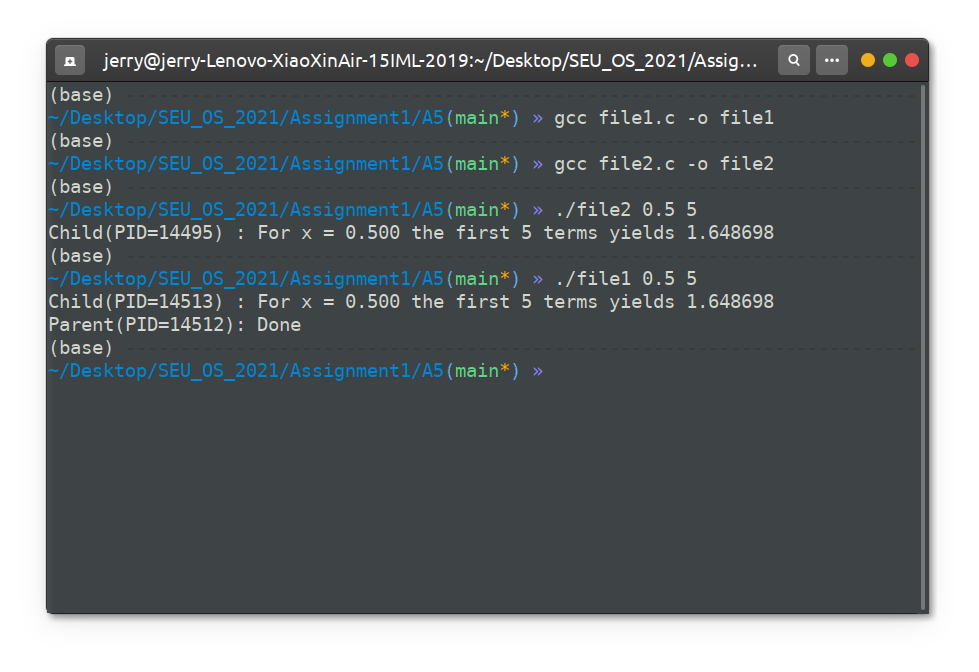 jerry@jerry-Lenovo-XiaoXinAir-15IML-2019:~/Desktop/SEU_OS_2021/Assig...
(base)
~/Desktop/SEU_OS_2021/Assignment1/A5(main*) » gcc file1.c -o file1
(base)
~/Desktop/SEU_OS_2021/Assignment1/A5(main*) » gcc file2.c -o file2
(base)
~/Desktop/SEU_OS_2021/Assignment1/A5(main*) » ./file2 0.5 5
Child(PID=14495) : For x = 0.500 the first 5 terms yields 1.648698
(base)
~/Desktop/SEU_OS_2021/Assignment1/A5(main*) » ./file1 0.5 5
Child(PID=14513) : For x = 0.500 the first 5 terms yields 1.648698
Parent(PID=14512): Done
(base)
~/Desktop/SEU_OS_2021/Assignment1/A5(main*) »